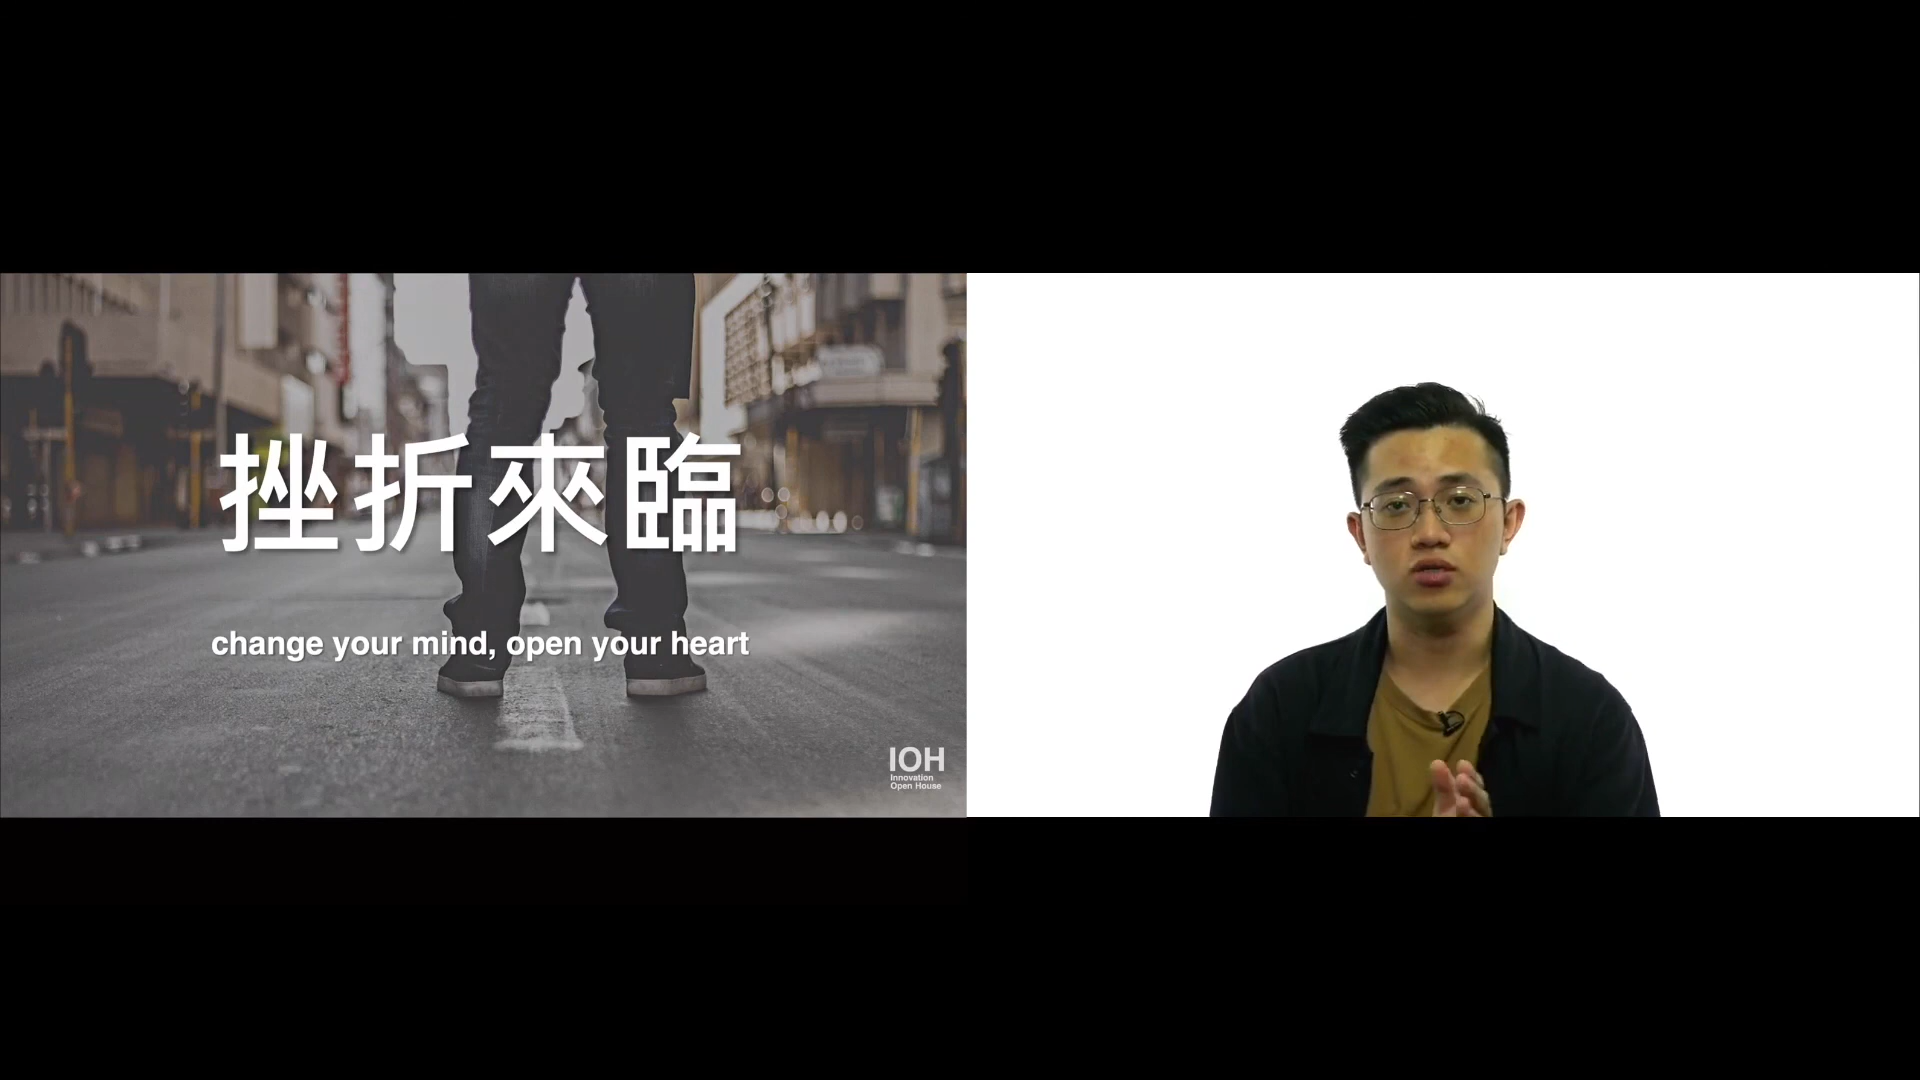 挫折來臨
change your mind, open your heart
IOH
Innovation
Open House